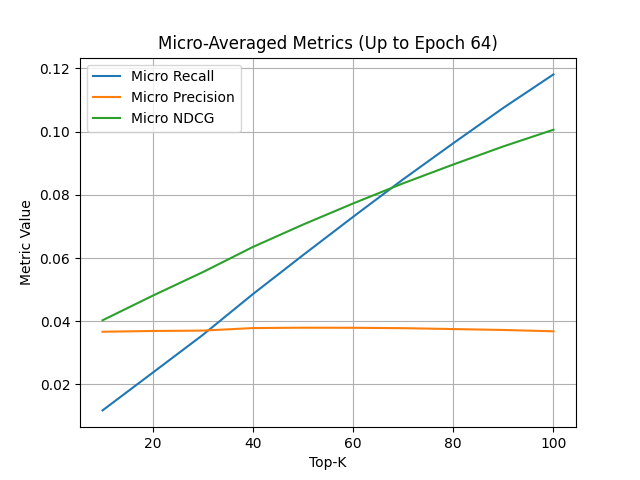 Micro-Averaged Metrics (Up to Epoch 64)
Micro Recall
Micro Precision
Micro NDCG
0.12
0.10
0.08
0.06
0.04
0.02
Metric Value
20 40 60 80 100
Top-K